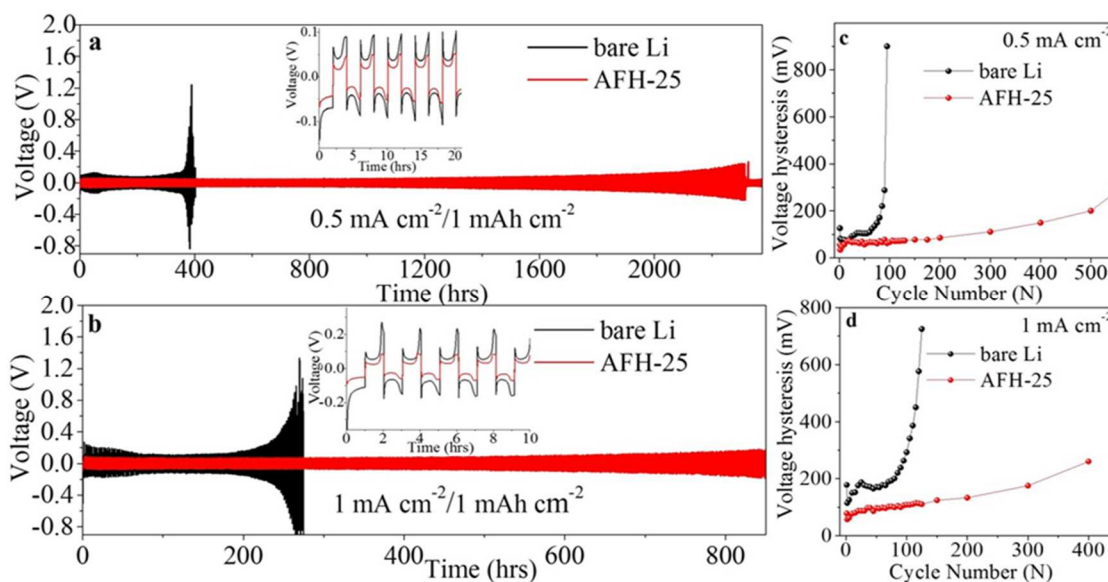 a
bare Li
AFH-25
0.5 mA cm⁻²/1 mAh cm⁻²
Voltage (V)
2.0
1.6
1.2
0.8
0.4
0.0
-0.4
-0.8
0
400
800
1200
1600
2000
Time (hrs)
Voltage (V)
0.1
0.0
-0.1
0
5
10
15
20
Time (hrs)
b
bare Li
AFH-25
1 mA cm⁻²/1 mAh cm⁻²
Voltage (V)
2.0
1.6
1.2
0.8
0.4
0.0
-0.4
-0.8
0
200
400
600
800
Time (hrs)
Voltage (V)
0.2
0.0
-0.2
0
2
4
6
8
10
Time (hrs)
c
0.5 mA cm⁻²
bare Li
AFH-25
Voltage hysteresis (mV)
800
600
400
200
0
0
100
200
300
400
500
Cycle Number (N)
d
1 mA cm⁻²
bare Li
AFH-25
Voltage hysteresis (mV)
800
600
400
200
0
0
50
100
150
200
250
300
350
400
Cycle Number (N)